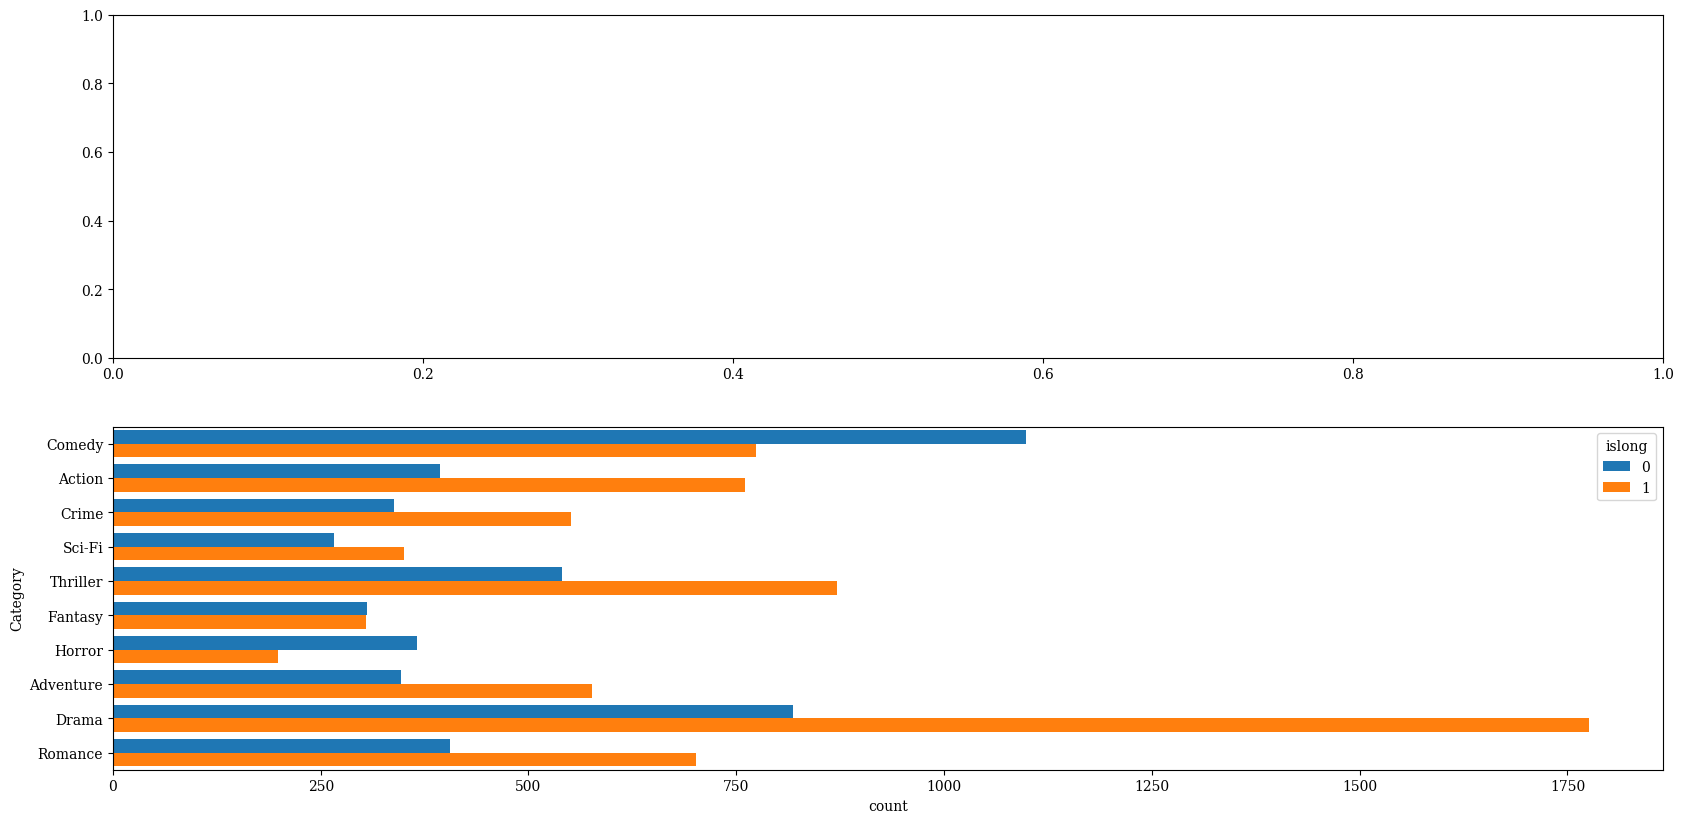 1.0
0.8
0.6
0.4
0.2
0.0
0.0 0.2 0.4 0.6 0.8 1.0
Category
Comedy
Action
Crime
Sci-Fi
Thriller
Fantasy
Horror
Adventure
Drama
Romance
islong
0
1
0 250 500 750 1000 1250 1500 1750
count